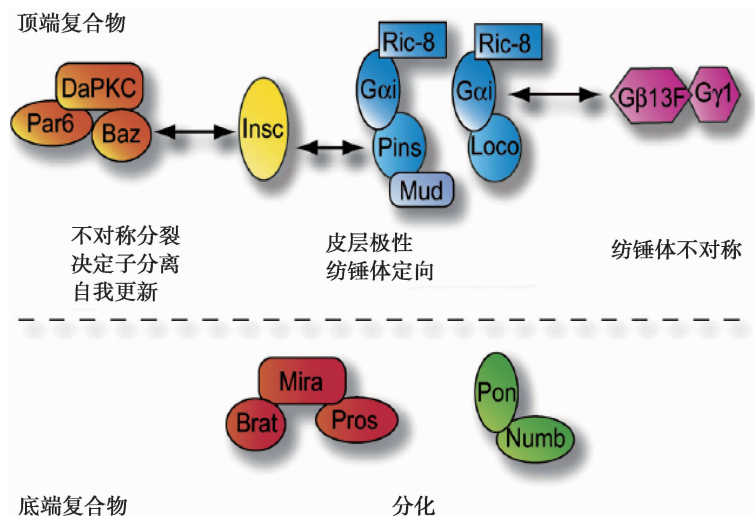 顶端复合物
Ric-8
Ric-8
DaPKC
Gαi
Gαi
Gβ13F
Gγ1
Par6
Baz
Insc
Pins
Loco
Mud
不对称分裂
决定子分离
自我更新
皮层极性
纺锤体定向
纺锤体不对称
Mira
Pon
Brat
Pros
Numb
底端复合物
分化